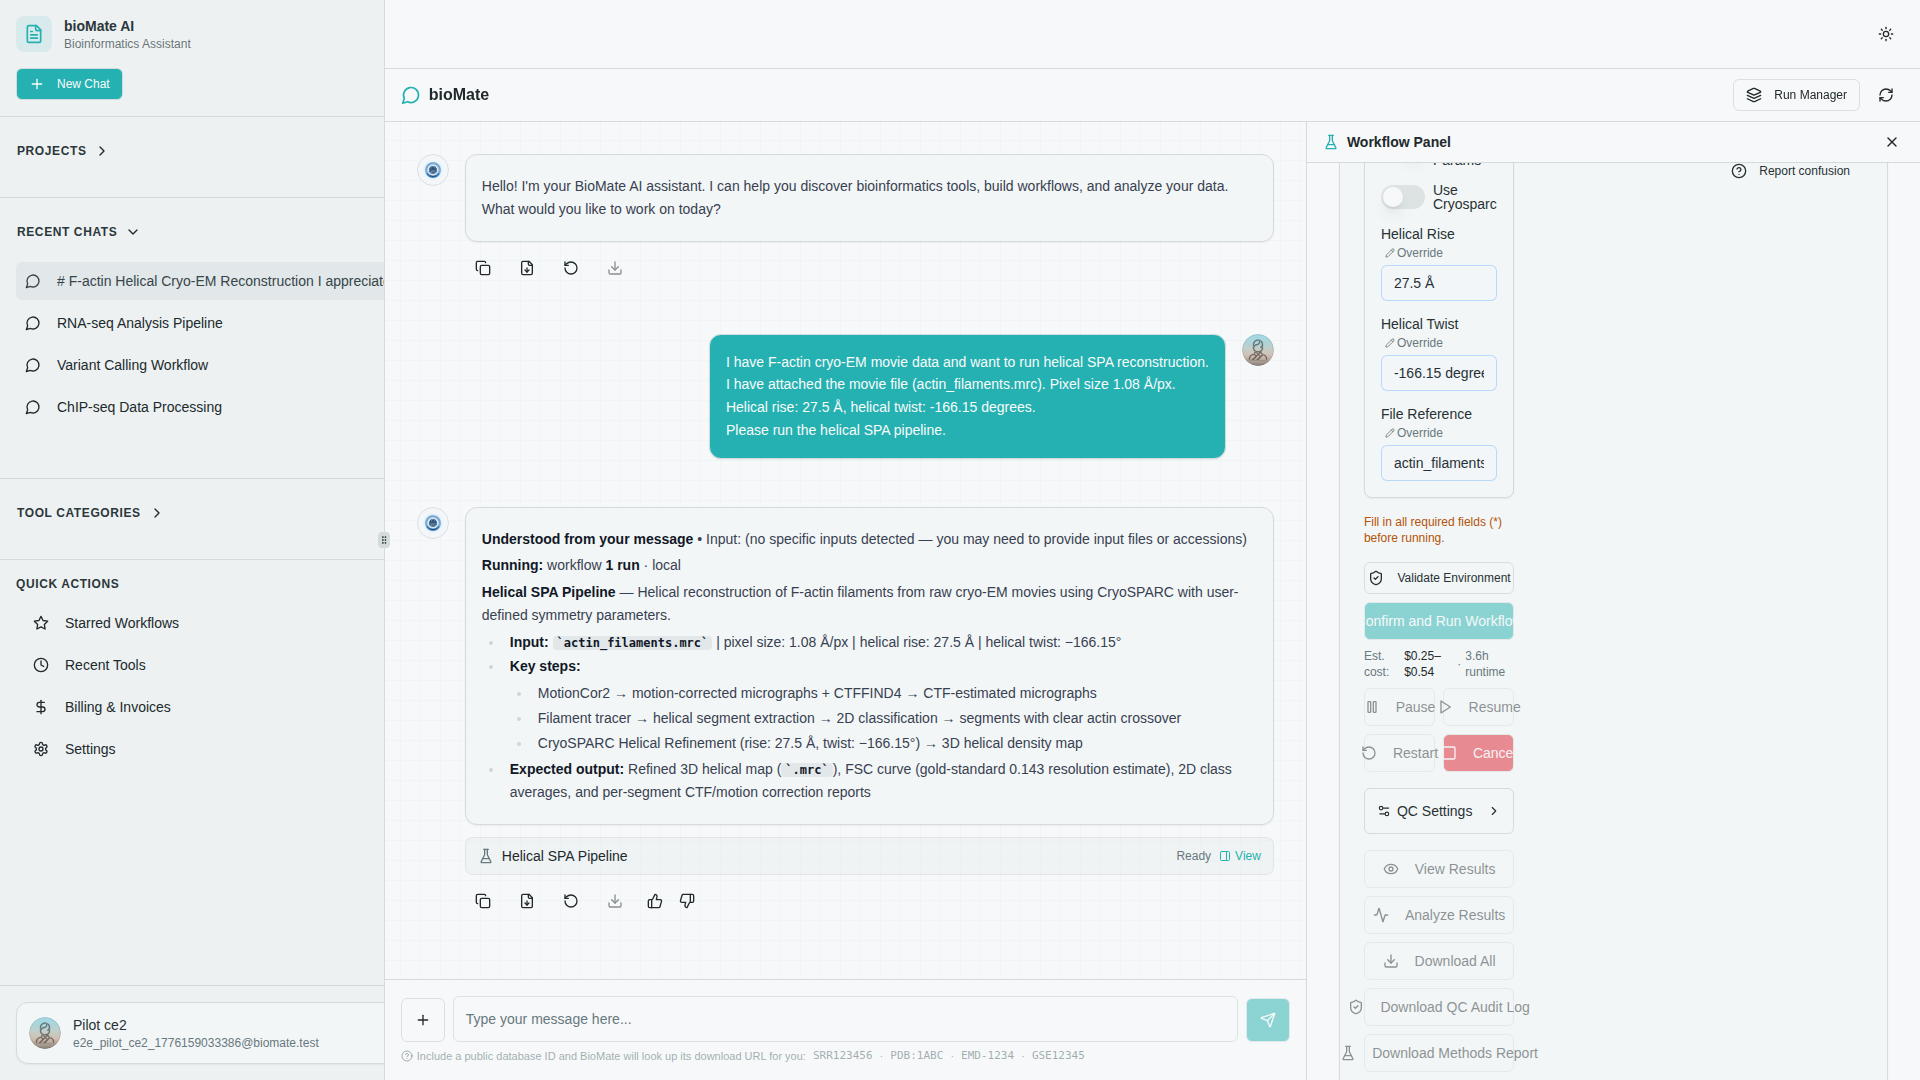 bioMate AI
Bioinformatics Assistant
New Chat
PROJECTS
RECENT CHATS
# F-actin Helical Cryo-EM Reconstruction I appreciat
RNA-seq Analysis Pipeline
Variant Calling Workflow
ChIP-seq Data Processing
TOOL CATEGORIES
QUICK ACTIONS
Starred Workflows
Recent Tools
Billing & Invoices
Settings
Pilot ce2
e2e_pilot_ce2_1776159033386@biomate.test
bioMate
Run Manager
Hello! I'm your BioMate AI assistant. I can help you discover bioinformatics tools, build workflows, and analyze your data.
What would you like to work on today?
I have F-actin cryo-EM movie data and want to run helical SPA reconstruction.
I have attached the movie file (actin_filaments.mrc). Pixel size 1.08 Å/px.
Helical rise: 27.5 Å, helical twist: -166.15 degrees.
Please run the helical SPA pipeline.
Understood from your message • Input: (no specific inputs detected — you may need to provide input files or accessions)
Running: workflow 1 run · local
Helical SPA Pipeline — Helical reconstruction of F-actin filaments from raw cryo-EM movies using CryoSPARC with user-
defined symmetry parameters.
Input: `actin_filaments.mrc` | pixel size: 1.08 Å/px | helical rise: 27.5 Å | helical twist: −166.15°
Key steps:
MotionCor2 → motion-corrected micrographs + CTFFIND4 → CTF-estimated micrographs
Filament tracer → helical segment extraction → 2D classification → segments with clear actin crossover
CryoSPARC Helical Refinement (rise: 27.5 Å, twist: −166.15°) → 3D helical density map
Expected output: Refined 3D helical map (`.mrc`), FSC curve (gold-standard 0.143 resolution estimate), 2D class
averages, and per-segment CTF/motion correction reports
Helical SPA Pipeline
Ready
View
Type your message here...
Include a public database ID and BioMate will look up its download URL for you: SRR123456 · PDB:1ABC · EMD-1234 · GSE12345
Workflow Panel
Params
Report confusion
Use
Cryosparc
Helical Rise
Override
27.5 Å
Helical Twist
Override
-166.15 degree
File Reference
Override
actin_filaments
Fill in all required fields (*)
before running.
Validate Environment
onfirm and Run Workflo
Est. cost: $0.25–$0.54 · 3.6h runtime
Pause
Resume
Restart
Cance
QC Settings
View Results
Analyze Results
Download All
Download QC Audit Log
Download Methods Report